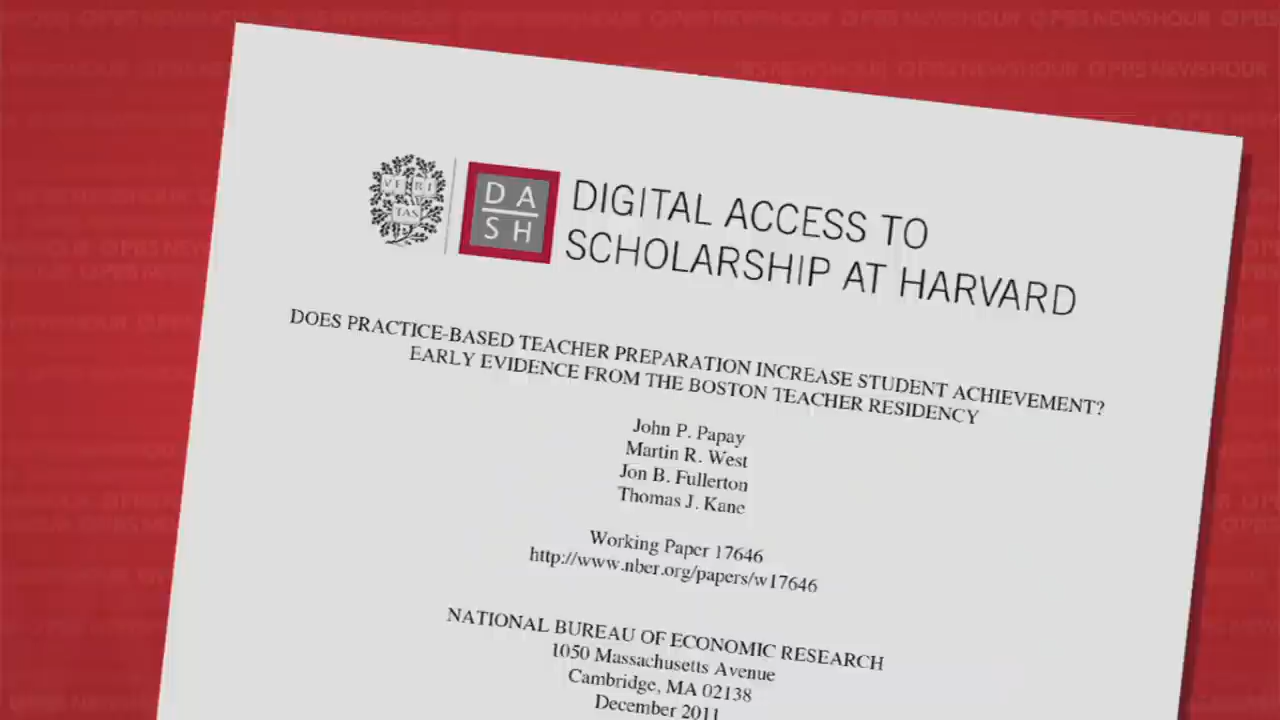 PBS NEWSHOUR
VERI
TAS
DA
SH
DIGITAL ACCESS TO
SCHOLARSHIP AT HARVARD
DOES PRACTICE-BASED TEACHER PREPARATION INCREASE STUDENT ACHIEVEMENT?
EARLY EVIDENCE FROM THE BOSTON TEACHER RESIDENCY
John P. Papay
Martin R. West
Jon B. Fullerton
Thomas J. Kane
Working Paper 17646
http://www.nber.org/papers/w17646
NATIONAL BUREAU OF ECONOMIC RESEARCH
1050 Massachusetts Avenue
Cambridge, MA 02138
December 2011